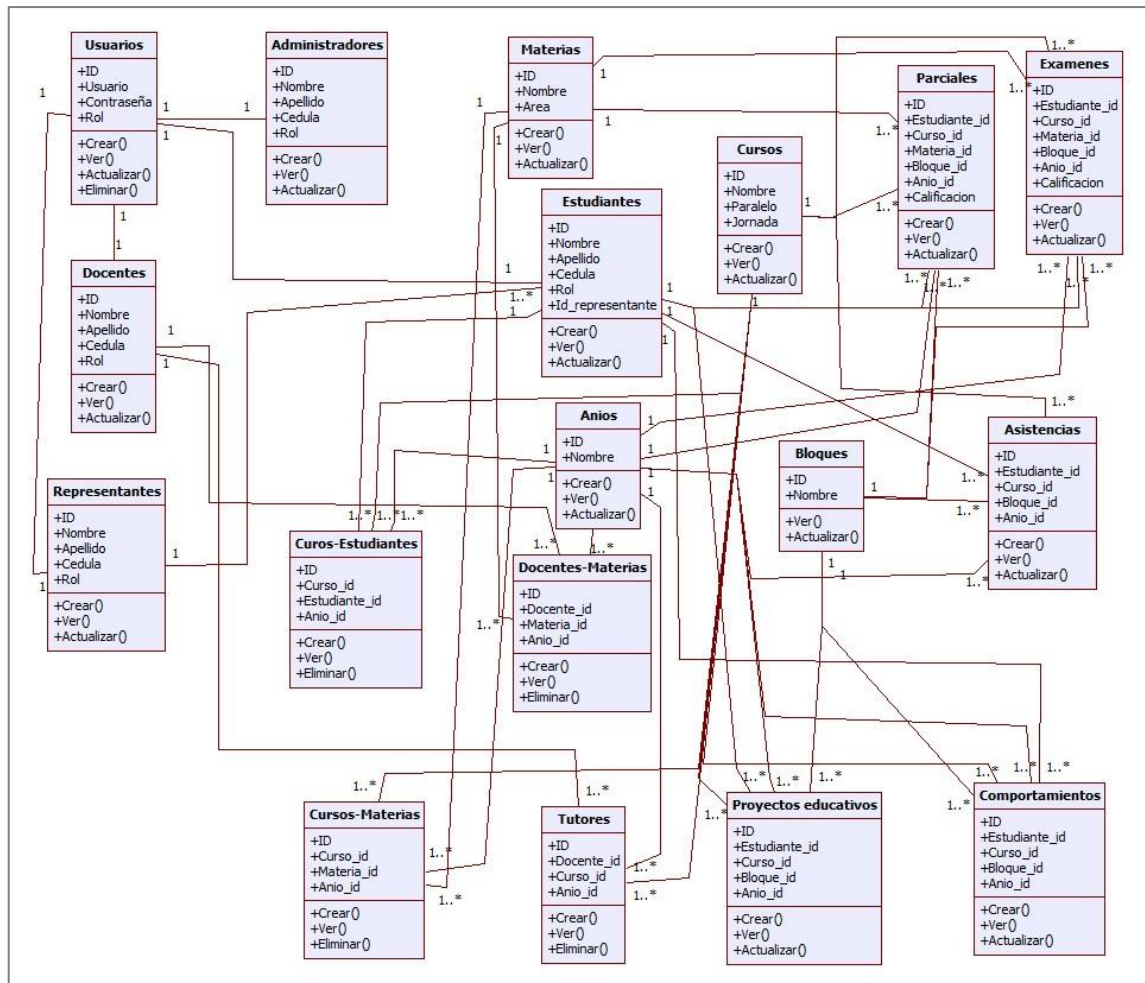 Usuarios
+ID
+Usuario
+Contraseña
+Rol
+Crear()
+Ver()
+Actualizar()
+Eliminar()
Administradores
+ID
+Nombre
+Apellido
+Cedula
+Rol
+Crear()
+Ver()
+Actualizar()
Materias
+ID
+Nombre
+Area
+Crear()
+Ver()
+Actualizar()
Parciales
+ID
+Estudiante_id
+Curso_id
+Materia_id
+Bloque_id
+Anio_id
+Calificacion
+Crear()
+Ver()
+Actualizar()
Examenes
+ID
+Estudiante_id
+Curso_id
+Materia_id
+Bloque_id
+Anio_id
+Calificacion
+Crear()
+Ver()
+Actualizar()
Cursos
+ID
+Nombre
+Paralelo
+Jornada
+Crear()
+Ver()
+Actualizar()
Estudiantes
+ID
+Nombre
+Apellido
+Cedula
+Rol
+Id_representante
+Crear()
+Ver()
+Actualizar()
Docentes
+ID
+Nombre
+Apellido
+Cedula
+Rol
+Crear()
+Ver()
+Actualizar()
Anios
+ID
+Nombre
+Crear()
+Ver()
+Actualizar()
Bloques
+ID
+Nombre
+Ver()
+Actualizar()
Asistencias
+ID
+Estudiante_id
+Curso_id
+Bloque_id
+Anio_id
+Crear()
+Ver()
+Actualizar()
Representantes
+ID
+Nombre
+Apellido
+Cedula
+Rol
+Crear()
+Ver()
+Actualizar()
Curos-Estudiantes
+ID
+Curso_id
+Estudiante_id
+Anio_id
+Crear()
+Ver()
+Eliminar()
Docentes-Materias
+ID
+Docente_id
+Materia_id
+Anio_id
+Crear()
+Ver()
+Eliminar()
Cursos-Materias
+ID
+Curso_id
+Materia_id
+Anio_id
+Crear()
+Ver()
+Eliminar()
Tutores
+ID
+Docente_id
+Curso_id
+Anio_id
+Crear()
+Ver()
+Eliminar()
Proyectos educativos
+ID
+Estudiante_id
+Curso_id
+Bloque_id
+Anio_id
+Crear()
+Ver()
+Actualizar()
Comportamientos
+ID
+Estudiante_id
+Curso_id
+Bloque_id
+Anio_id
+Crear()
+Ver()
+Actualizar()